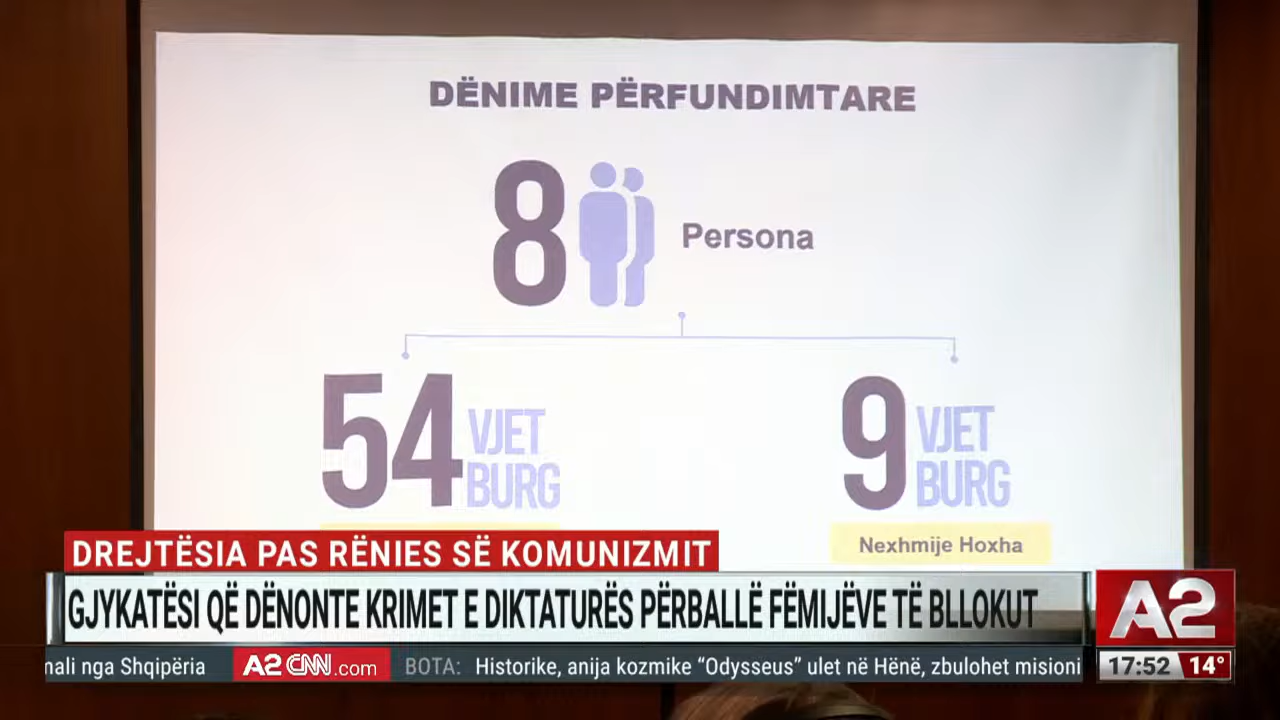 DËNIME PËRFUNDIMTARE
8
Persona
54 VJET BURG
9 VJET BURG
Nexhmije Hoxha
DREJTËSIA PAS RËNIES SË KOMUNIZMIT
GJYKATËSI QË DËNONTE KRIMET E DIKTATURËS PËRBALLË FËMIJËVE TË BLLOKUT
A2
nali nga Shqipëria
A2 CNN.com
BOTA: Historike, anija kozmike “Odysseus” ulet në Hënë, zbulohet misioni
17:52 14°